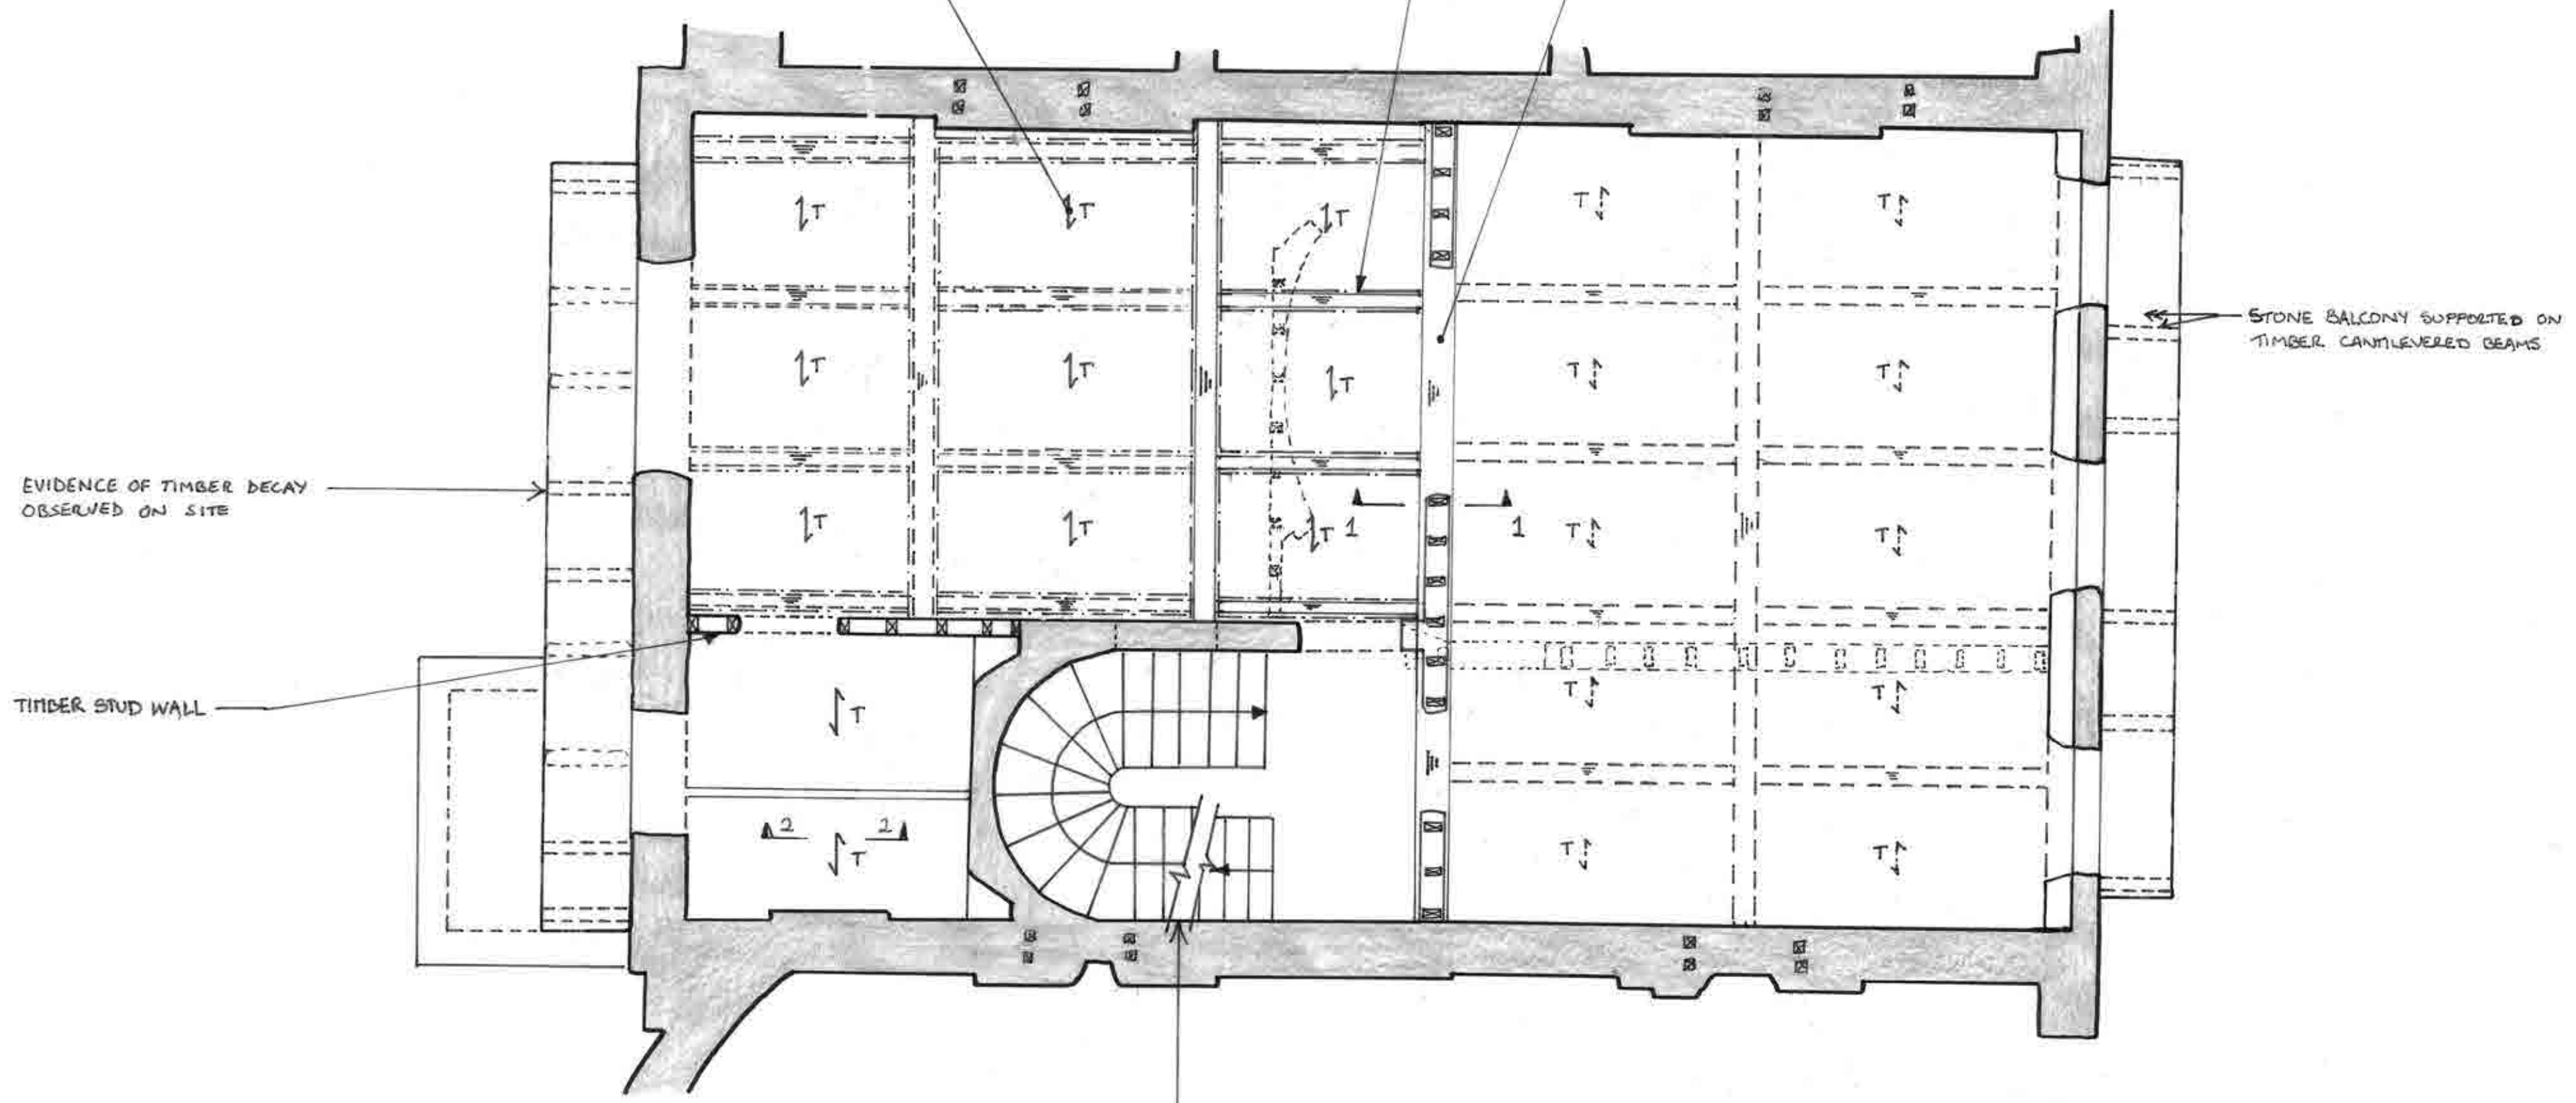 T
T
T
T
T
STONE BALCONY SUPPORTED ON
TIMBER CANTILEVERED BEAMS
T
T
T
T
T
EVIDENCE OF TIMBER DECAY
OBSERVED ON SITE
T
T
T
1
1
T
T
TIMBER STUD WALL
T
T
T
2
2
T
T
T